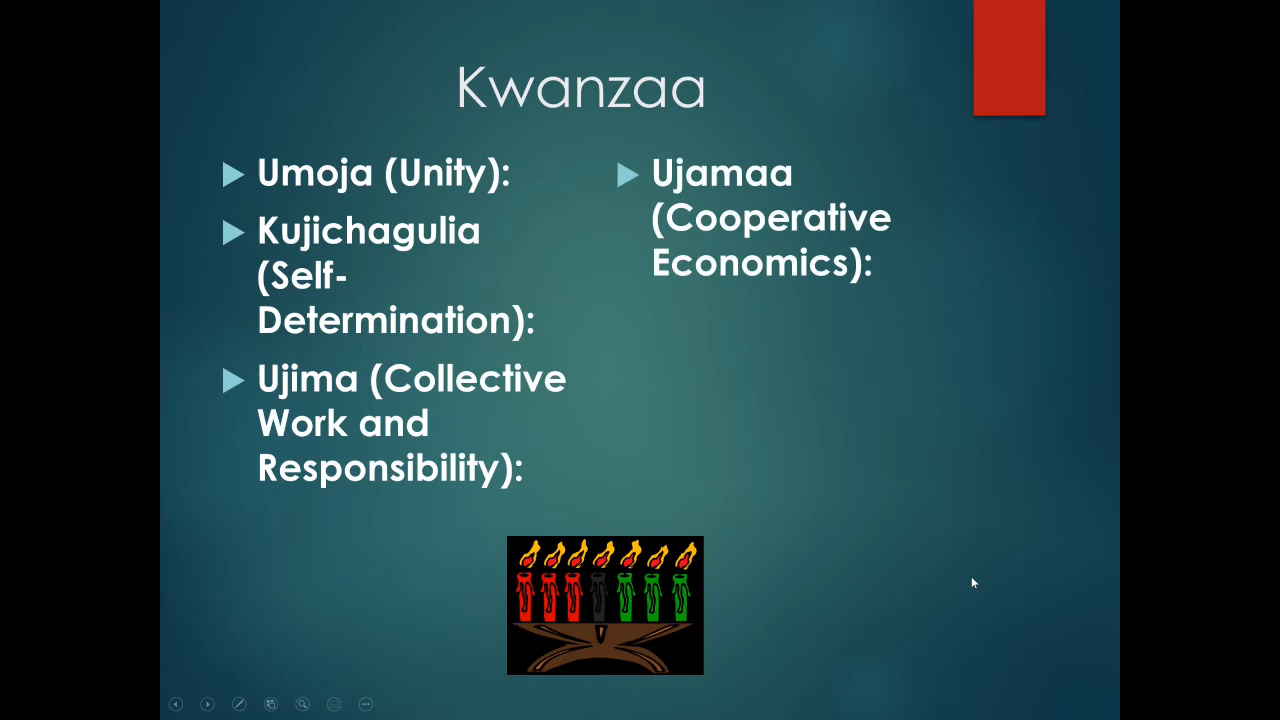 Kwanzaa
Umoja (Unity):
Kujichagulia
(Self-
Determination):
Ujima (Collective
Work and
Responsibility):
Ujamaa
(Cooperative
Economics):